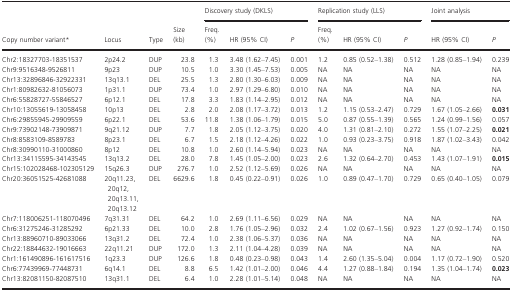 Discovery study (DKLS) Replication study (LLS) Joint analysis
Copy number variant* Locus Type Size (kb) Freq. (%) HR (95% CI) P Freq. (%) HR (95% CI) P HR (95% CI) P
Chr2:18327703-18351537 2p24.2 DUP 23.8 1.3 3.48 (1.62–7.45) 0.001 1.2 0.85 (0.52–1.38) 0.512 1.28 (0.85–1.94) 0.239
Chr9:9516348-9526811 9p23 DUP 10.5 1.0 3.30 (1.45–7.53) 0.005 NA NA NA NA NA
Chr13:32896846-32922331 13q13.1 DEL 25.5 1.3 2.80 (1.30–6.03) 0.009 NA NA NA NA NA
Chr1:80982632-81056073 1p31.1 DUP 73.4 1.0 2.97 (1.29–6.80) 0.010 NA NA NA NA NA
Chr6:55828727-55846527 6p12.1 DEL 17.8 3.3 1.83 (1.14–2.95) 0.012 NA NA NA NA NA
Chr10:13055619-13058458 10p13 DEL 2.8 2.0 2.08 (1.17–3.72) 0.013 1.2 1.15 (0.53–2.47) 0.729 1.67 (1.05–2.66) 0.031
Chr6:29855945-29909559 6p22.1 DEL 53.6 11.8 1.38 (1.06–1.79) 0.015 5.0 0.87 (0.55–1.39) 0.565 1.24 (0.99–1.56) 0.057
Chr9:73902148-73909871 9q21.12 DUP 7.7 1.8 2.05 (1.12–3.75) 0.020 4.0 1.31 (0.81–2.10) 0.272 1.55 (1.07–2.25) 0.021
Chr8:8583109-8589783 8p23.1 DEL 6.7 1.5 2.18 (1.12–4.26) 0.022 1.0 0.93 (0.23–3.75) 0.918 1.87 (1.02–3.43) 0.042
Chr8:30990110-31000860 8p12 DEL 10.8 1.0 2.60 (1.14–5.94) 0.023 NA NA NA NA NA
Chr13:34115595-34143545 13q13.2 DEL 28.0 7.8 1.45 (1.05–2.00) 0.023 2.6 1.32 (0.64–2.70) 0.453 1.43 (1.07–1.91) 0.015
Chr15:102028468-102305129 15q26.3 DUP 276.7 1.0 2.52 (1.12–5.69) 0.026 NA NA NA NA NA
Chr20:36051525-42681088 20q11.23, DEL 6629.6 1.8 0.45 (0.22–0.91) 0.026 1.0 0.89 (0.47–1.70) 0.729 0.65 (0.40–1.05) 0.079
20q12,
20q13.11,
20q13.12
Chr7:118006251-118070496 7q31.31 DEL 64.2 1.0 2.69 (1.11–6.56) 0.029 NA NA NA NA NA
Chr6:31275246-31285292 6p21.33 DEL 10.0 2.8 1.76 (1.05–2.96) 0.032 2.4 1.02 (0.67–1.56) 0.923 1.27 (0.92–1.74) 0.150
Chr13:88960710-89033066 13q31.2 DEL 72.4 1.0 2.38 (1.06–5.37) 0.036 NA NA NA NA NA
Chr22:18844632-19016663 22q11.21 DUP 172.0 1.3 2.11 (1.04–4.28) 0.039 NA NA NA NA NA
Chr1:161490896-161617516 1q23.3 DUP 126.6 1.8 0.48 (0.23–0.98) 0.043 1.4 2.60 (1.35–5.04) 0.004 1.17 (0.72–1.90) 0.520
Chr6:77439969-77448731 6q14.1 DEL 8.8 6.5 1.42 (1.01–2.00) 0.046 4.4 1.27 (0.88–1.84) 0.194 1.35 (1.04–1.74) 0.023
Chr13:82081150-82087510 13q31.1 DEL 6.4 1.0 2.28 (1.01–5.14) 0.048 NA NA NA NA NA